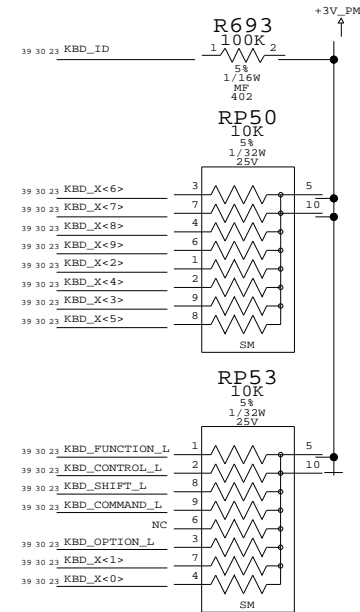 +3V_PMU
R693
100K
39 30 23 KBD_ID
1 2
5%
1/16W
MF
402
RP50
10K
5%
1/32W
25V
39 30 23 KBD_X<6> 3 5
39 30 23 KBD_X<7> 7 10
39 30 23 KBD_X<8> 4
39 30 23 KBD_X<9> 6
39 30 23 KBD_X<2> 1
39 30 23 KBD_X<4> 2
39 30 23 KBD_X<3> 9
39 30 23 KBD_X<5> 8
SM
RP53
10K
5%
1/32W
25V
39 30 23 KBD_FUNCTION_L 1 5
39 30 23 KBD_CONTROL_L 2 10
39 30 23 KBD_SHIFT_L 8
39 30 23 KBD_COMMAND_L 9
NC 6
39 30 23 KBD_OPTION_L 3
39 30 23 KBD_X<1> 7
39 30 23 KBD_X<0> 4
SM